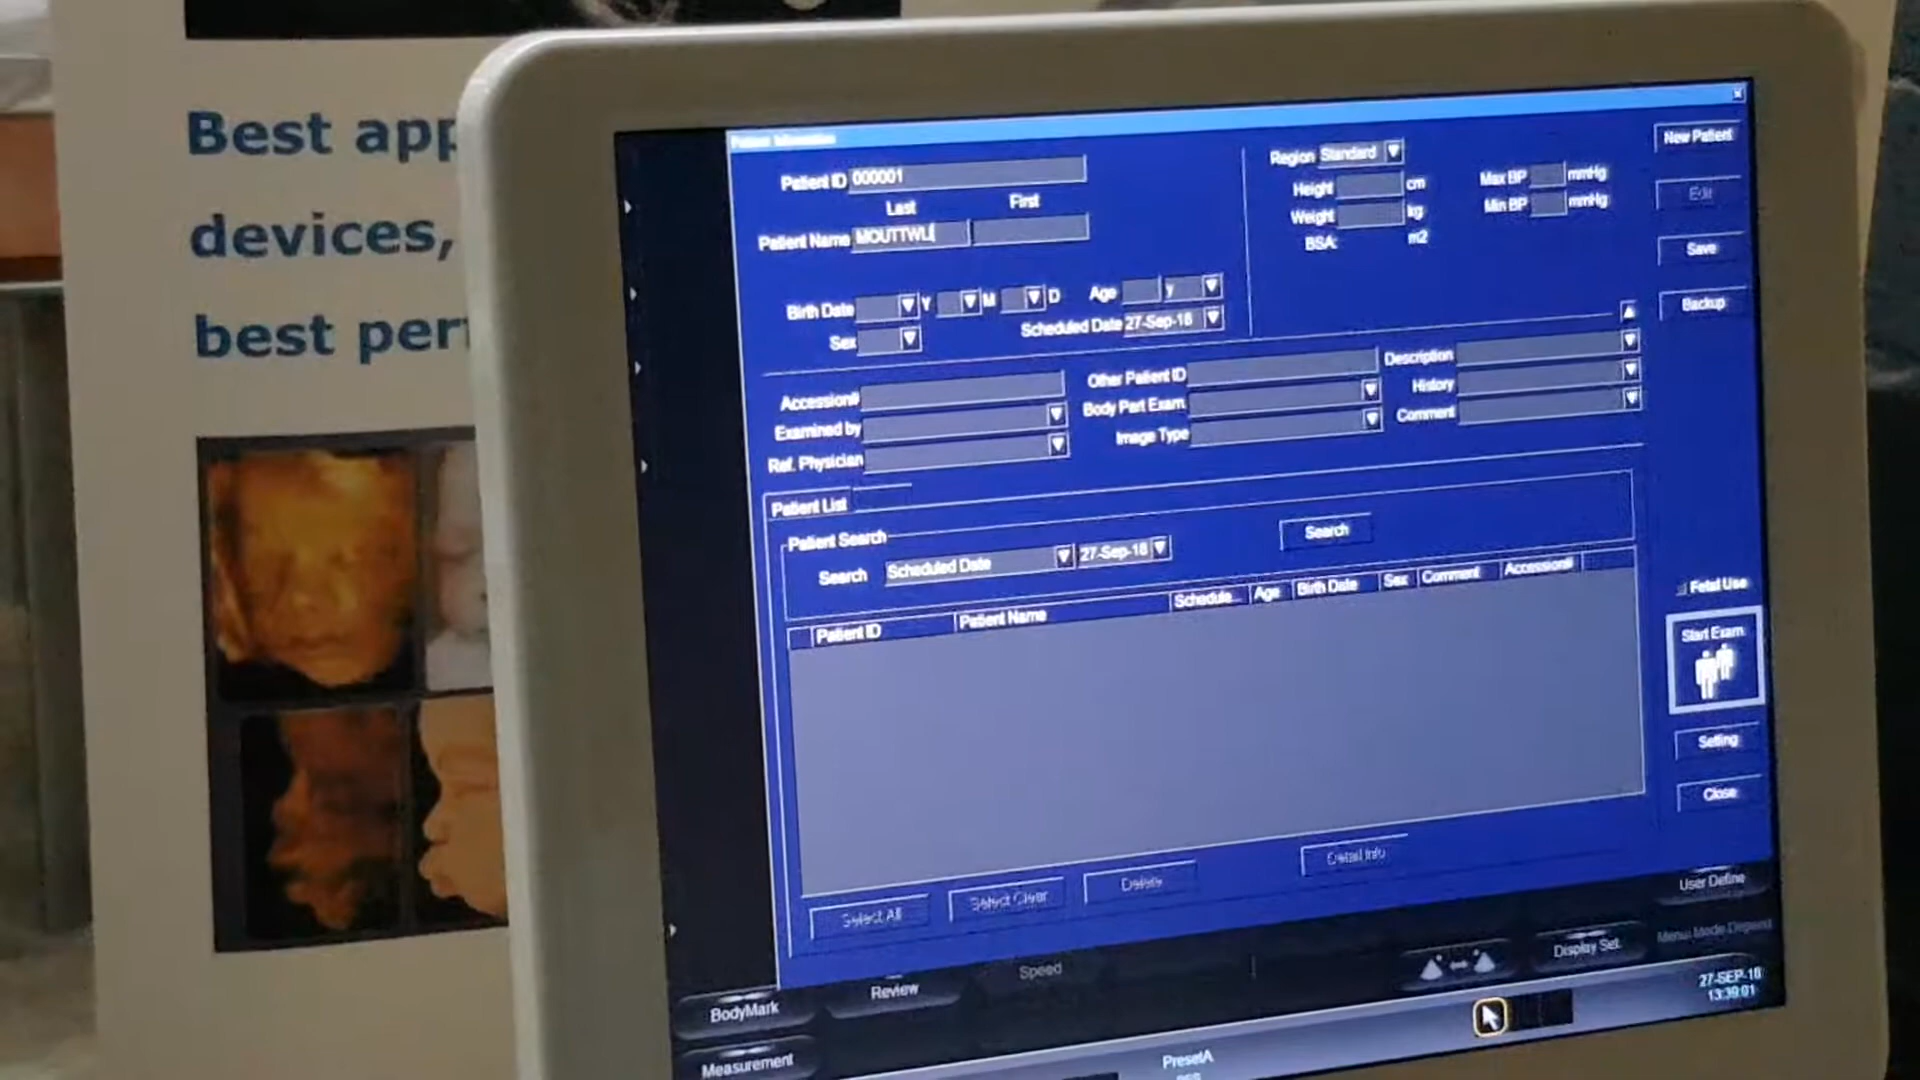 Best app
devices,
best per
Patient Information
Patient ID 000001
Last First
Patient Name MOUTTWL
Birth Date Y M D Age y
Sex Scheduled Date 27-Sep-18
Region Standard
Height cm Max BP mmHg
Weight kg Min BP mmHg
BSA: m2
New Patient
Edit
Save
Backup
Accession# Other Patient ID Description
Examined by Body Part Exam. History
Ref. Physician Image Type Comment
Patient List
Patient Search
Search Scheduled Date 27-Sep-18 Search
Patient ID Patient Name Schedule... Age Birth Date Sex Comment Accession#
Fetal Use
Start Exam.
Setting
Close
Select All Select Clear Delete Detail Info
User Define
Speed Display Set. Menu Mode Depend
BodyMark Review
27-SEP-18
13:39:01
Measurement PresetA